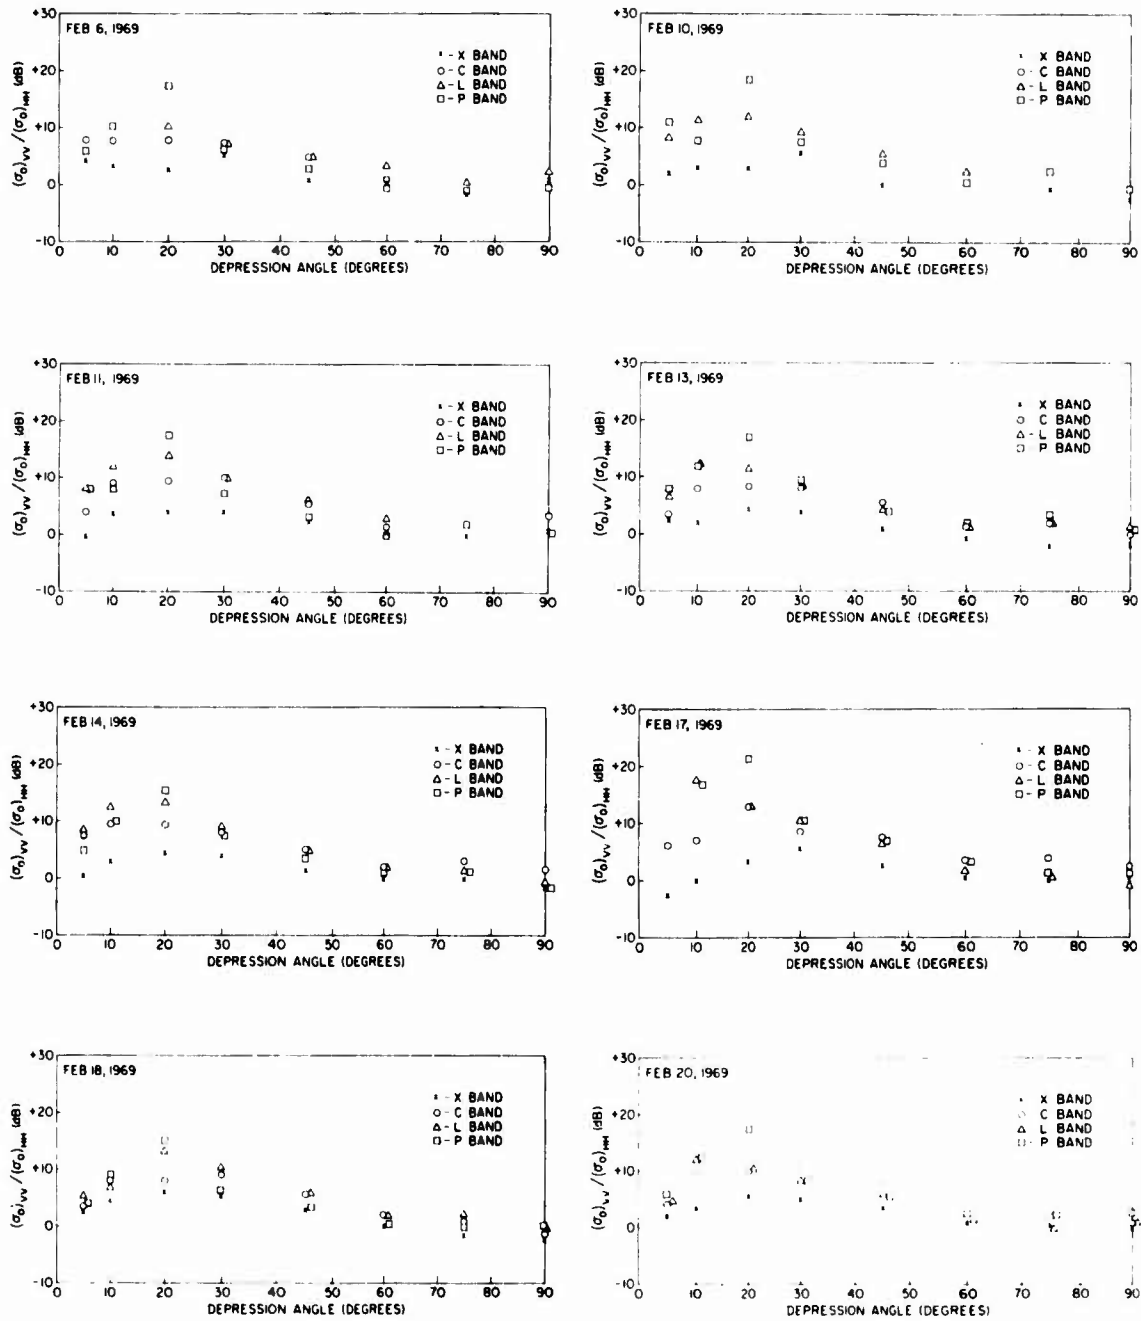 FEB 6, 1969
+30
+20
+10
0
-10
(σ₀)VV / (σ₀)HH (dB)
x - X BAND
○ - C BAND
△ - L BAND
□ - P BAND
0 10 20 30 40 50 60 70 80 90
DEPRESSION ANGLE (DEGREES)
FEB 10, 1969
+30
+20
+10
0
-10
(σ₀)VV / (σ₀)HH (dB)
x X BAND
○ C BAND
△ L BAND
□ P BAND
0 10 20 30 40 50 60 70 80 90
DEPRESSION ANGLE (DEGREES)
FEB 11, 1969
+30
+20
+10
0
-10
(σ₀)VV / (σ₀)HH (dB)
x - X BAND
○ - C BAND
△ - L BAND
□ - P BAND
0 10 20 30 40 50 60 70 80 90
DEPRESSION ANGLE (DEGREES)
FEB 13, 1969
+30
+20
+10
0
-10
(σ₀)VV / (σ₀)HH (dB)
x X BAND
○ C BAND
△ L BAND
□ P BAND
0 10 20 30 40 50 60 70 80 90
DEPRESSION ANGLE (DEGREES)
FEB 14, 1969
+30
+20
+10
0
-10
(σ₀)VV / (σ₀)HH (dB)
x - X BAND
○ - C BAND
△ - L BAND
□ - P BAND
0 10 20 30 40 50 60 70 80 90
DEPRESSION ANGLE (DEGREES)
FEB 17, 1969
+30
+20
+10
0
-10
(σ₀)VV / (σ₀)HH (dB)
x - X BAND
○ - C BAND
△ - L BAND
□ - P BAND
0 10 20 30 40 50 60 70 80 90
DEPRESSION ANGLE (DEGREES)
FEB 18, 1969
+30
+20
+10
0
-10
(σ₀)VV / (σ₀)HH (dB)
x - X BAND
○ - C BAND
△ - L BAND
□ - P BAND
0 10 20 30 40 50 60 70 80 90
DEPRESSION ANGLE (DEGREES)
FEB 20, 1969
+30
+20
+10
0
-10
(σ₀)VV / (σ₀)HH (dB)
X BAND
C BAND
L BAND
P BAND
0 10 20 30 40 50 60 70 80 90
DEPRESSION ANGLE (DEGREES)